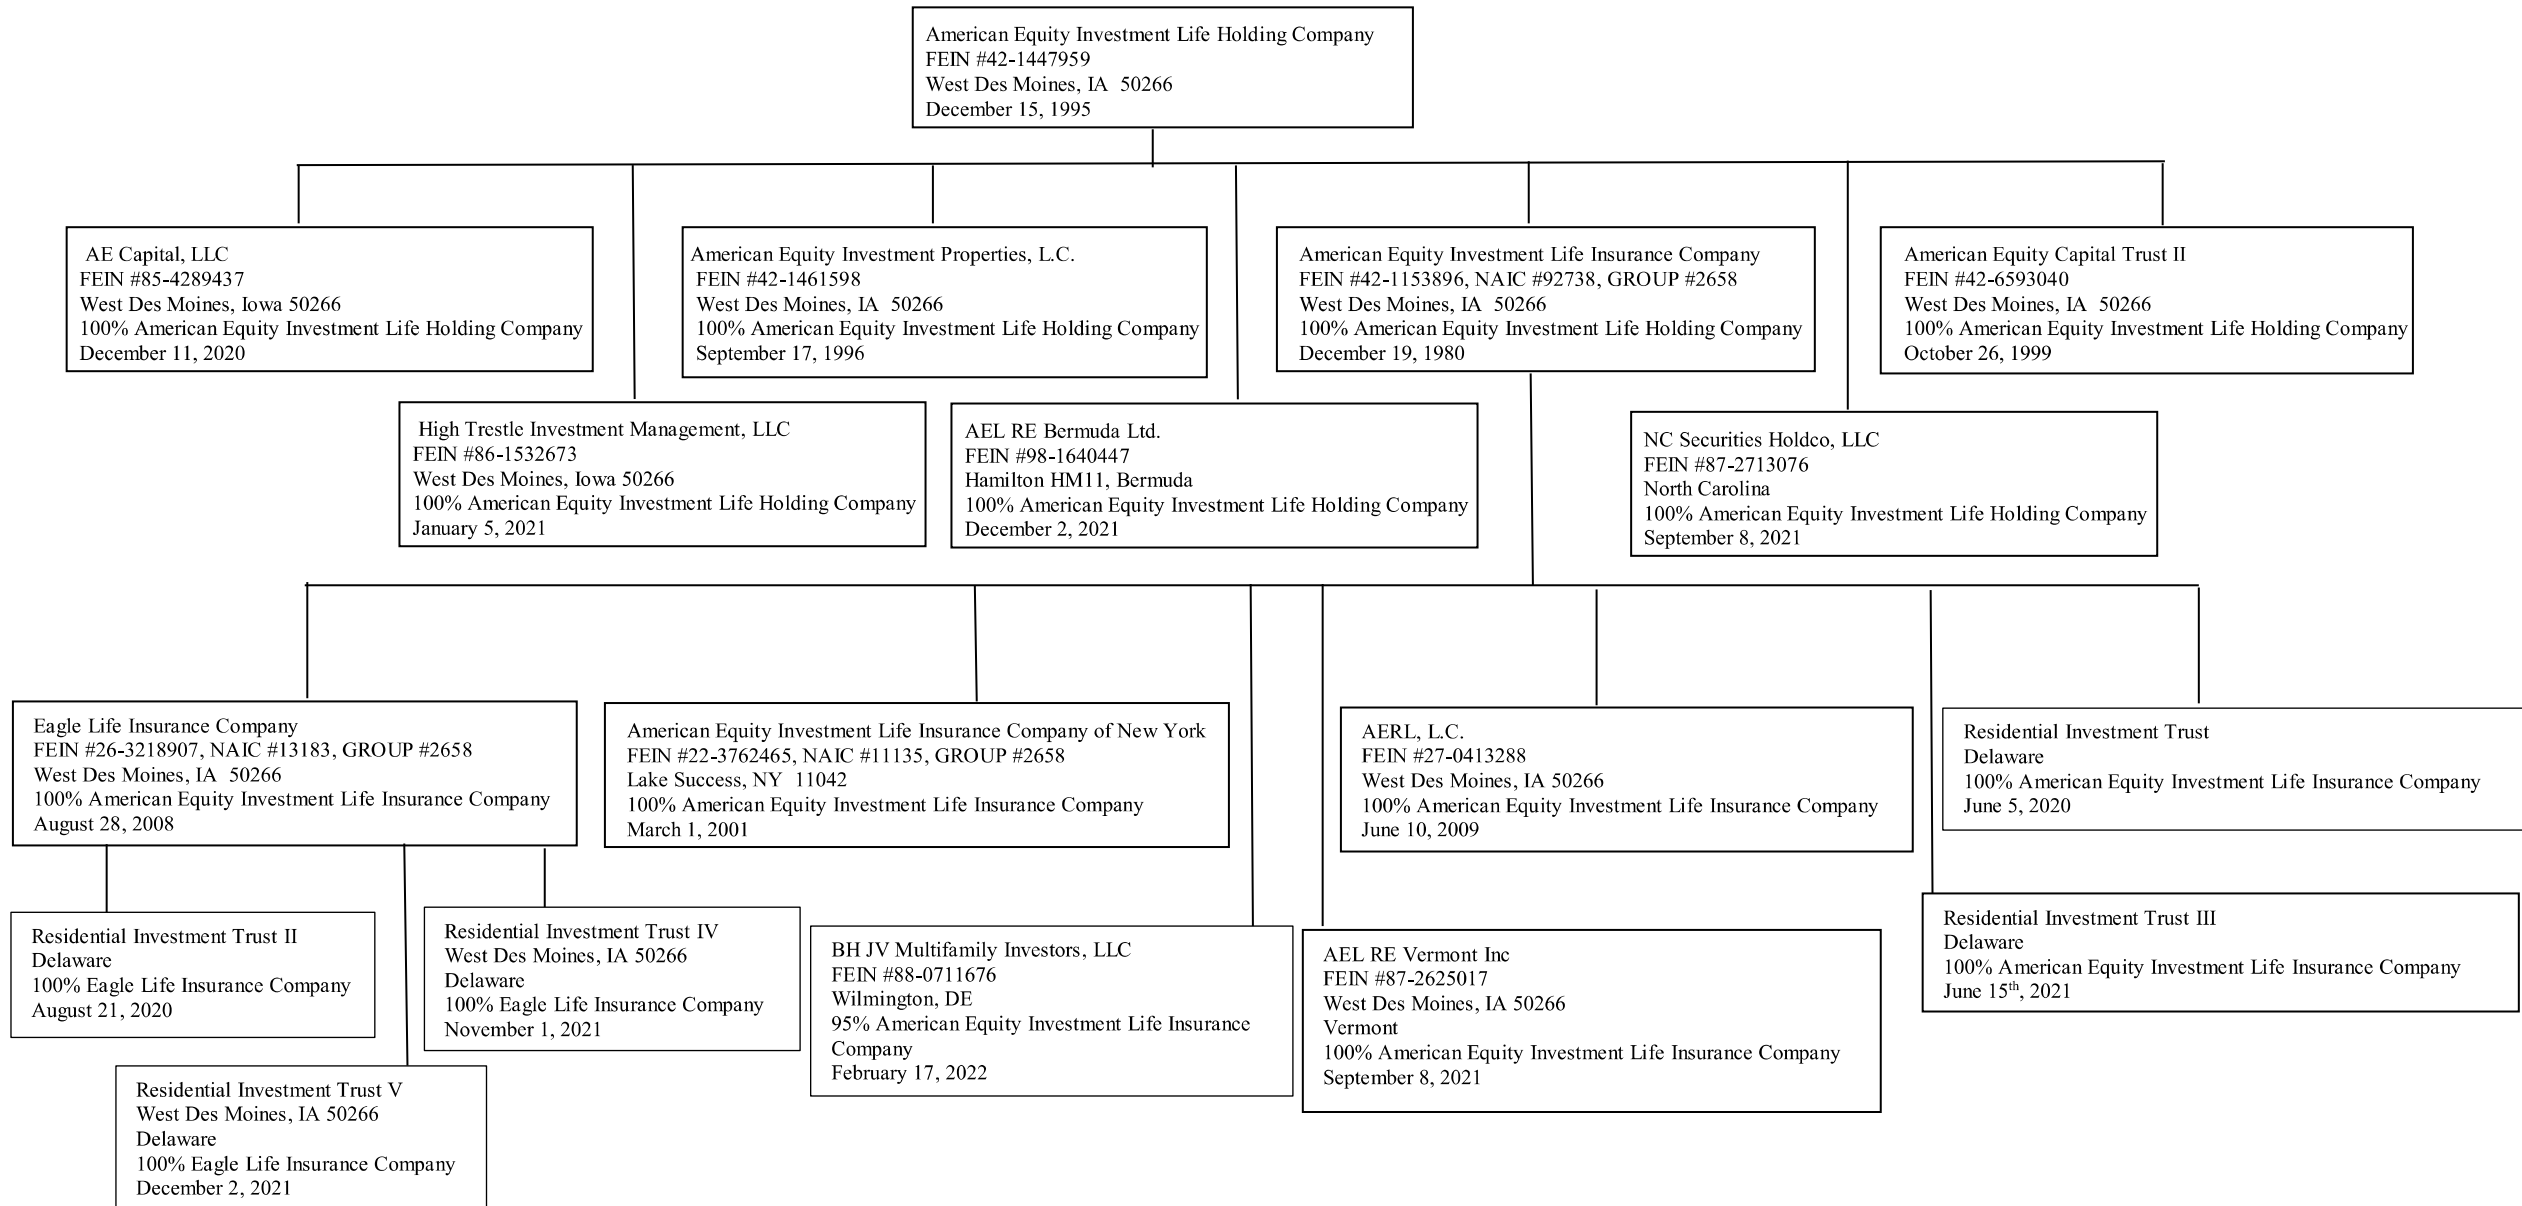 American Equity Investment Life Holding Company
FEIN #42-1447959
West Des Moines, IA  50266
December 15, 1995
AE Capital, LLC
FEIN #85-4289437
West Des Moines, Iowa 50266
100% American Equity Investment Life Holding Company
December 11, 2020
American Equity Investment Properties, L.C.
FEIN #42-1461598
West Des Moines, IA  50266
100% American Equity Investment Life Holding Company
September 17, 1996
American Equity Investment Life Insurance Company
FEIN #42-1153896, NAIC #92738, GROUP #2658
West Des Moines, IA  50266
100% American Equity Investment Life Holding Company
December 19, 1980
American Equity Capital Trust II
FEIN #42-6593040
West Des Moines, IA  50266
100% American Equity Investment Life Holding Company
October 26, 1999
High Trestle Investment Management, LLC
FEIN #86-1532673
West Des Moines, Iowa 50266
100% American Equity Investment Life Holding Company
January 5, 2021
AEL RE Bermuda Ltd.
FEIN #98-1640447
Hamilton HM11, Bermuda
100% American Equity Investment Life Holding Company
December 2, 2021
NC Securities Holdco, LLC
FEIN #87-2713076
North Carolina
100% American Equity Investment Life Holding Company
September 8, 2021
Eagle Life Insurance Company
FEIN #26-3218907, NAIC #13183, GROUP #2658
West Des Moines, IA  50266
100% American Equity Investment Life Insurance Company
August 28, 2008
American Equity Investment Life Insurance Company of New York
FEIN #22-3762465, NAIC #11135, GROUP #2658
Lake Success, NY  11042
100% American Equity Investment Life Insurance Company
March 1, 2001
AERL, L.C.
FEIN #27-0413288
West Des Moines, IA 50266
100% American Equity Investment Life Insurance Company
June 10, 2009
Residential Investment Trust
Delaware
100% American Equity Investment Life Insurance Company
June 5, 2020
Residential Investment Trust II
Delaware
100% Eagle Life Insurance Company
August 21, 2020
Residential Investment Trust IV
West Des Moines, IA 50266
Delaware
100% Eagle Life Insurance Company
November 1, 2021
BH JV Multifamily Investors, LLC
FEIN #88-0711676
Wilmington, DE
95% American Equity Investment Life Insurance
Company
February 17, 2022
AEL RE Vermont Inc
FEIN #87-2625017
West Des Moines, IA 50266
Vermont
100% American Equity Investment Life Insurance Company
September 8, 2021
Residential Investment Trust III
Delaware
100% American Equity Investment Life Insurance Company
June 15th, 2021
Residential Investment Trust V
West Des Moines, IA 50266
Delaware
100% Eagle Life Insurance Company
December 2, 2021